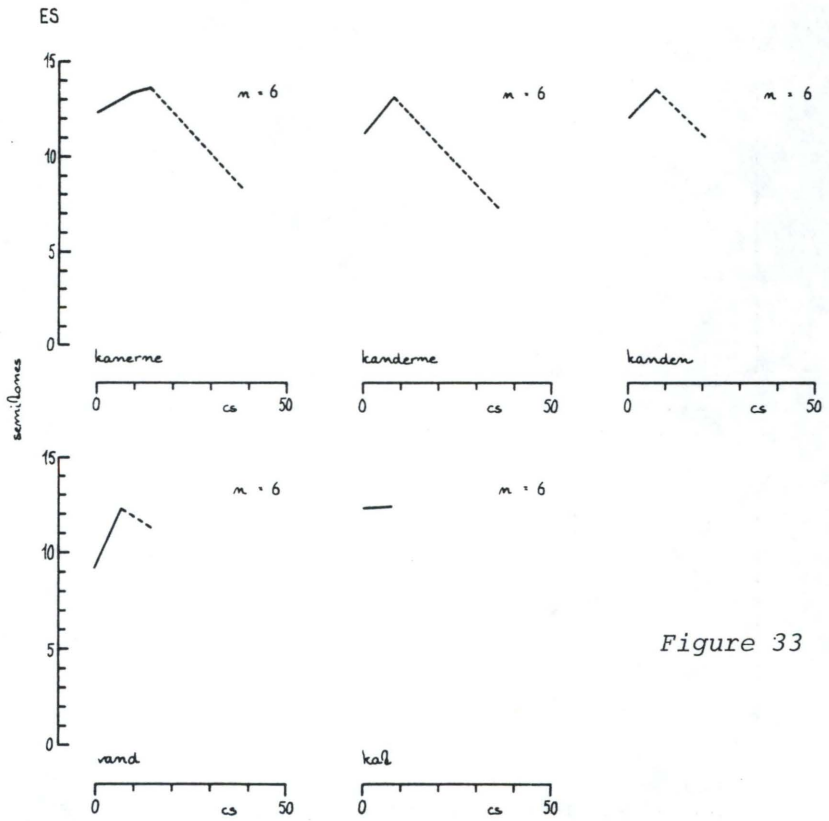 ES
15
10
5
0
semitones
n = 6
kanerne
0 cs 50
n = 6
kanderne
0 cs 50
n = 6
kanden
0 cs 50
15
10
5
0
n = 6
vand
0 cs 50
n = 6
0 cs 50
Figure 33